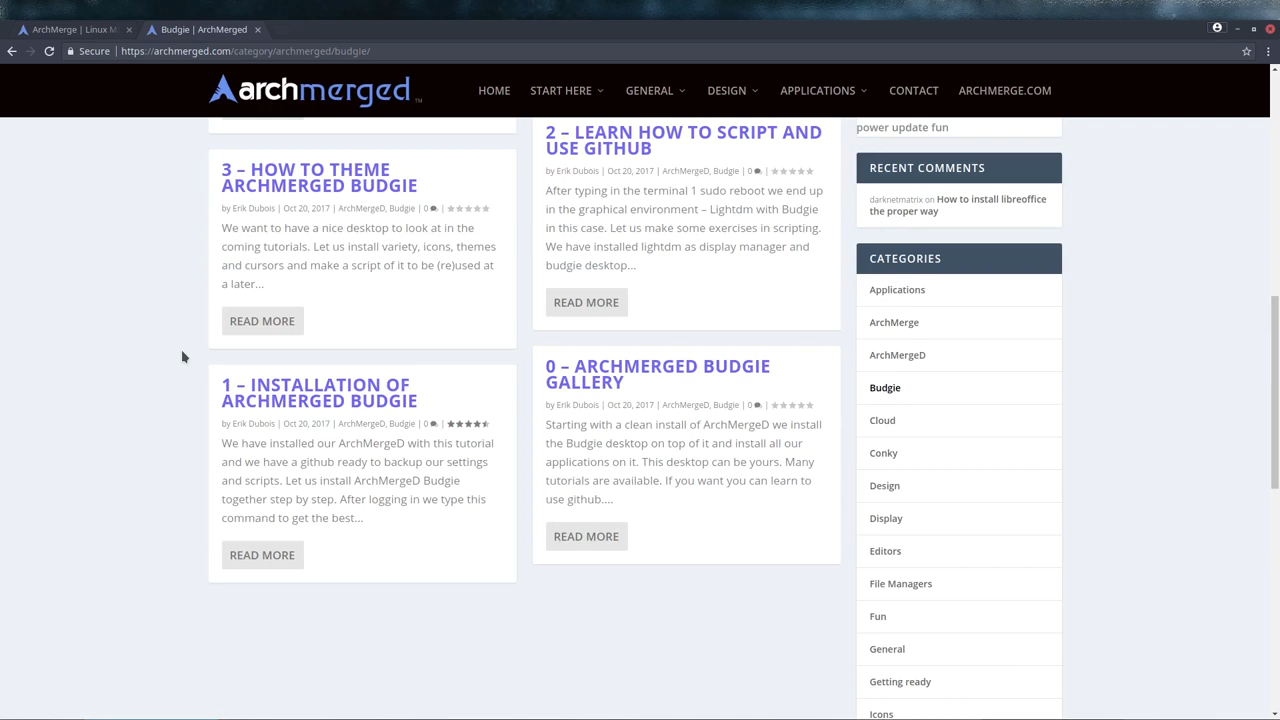 ArchMerge | Linux M
Budgie | ArchMerged
Secure
https://archmerged.com/category/archmerged/budgie/
archmerged
TM
HOME
START HERE
GENERAL
DESIGN
APPLICATIONS
CONTACT
ARCHMERGE.COM
3 – HOW TO THEME
ARCHMERGED BUDGIE
by Erik Dubois | Oct 20, 2017 | ArchMergeD, Budgie | 0 |
We want to have a nice desktop to look at in the
coming tutorials. Let us install variety, icons, themes
and cursors and make a script of it to be (re)used at
a later...
READ MORE
1 – INSTALLATION OF
ARCHMERGED BUDGIE
by Erik Dubois | Oct 20, 2017 | ArchMergeD, Budgie | 0 |
We have installed our ArchMergeD with this tutorial
and we have a github ready to backup our settings
and scripts. Let us install ArchMergeD Budgie
together step by step. After logging in we type this
command to get the best...
READ MORE
2 – LEARN HOW TO SCRIPT AND
USE GITHUB
by Erik Dubois | Oct 20, 2017 | ArchMergeD, Budgie | 0 |
After typing in the terminal 1 sudo reboot we end up
in the graphical environment – Lightdm with Budgie
in this case. Let us make some exercises in scripting.
We have installed lightdm as display manager and
budgie desktop...
READ MORE
0 – ARCHMERGED BUDGIE
GALLERY
by Erik Dubois | Oct 20, 2017 | ArchMergeD, Budgie | 0 |
Starting with a clean install of ArchMergeD we install
the Budgie desktop on top of it and install all our
applications on it. This desktop can be yours. Many
tutorials are available. If you want you can learn to
use github....
READ MORE
power update fun
RECENT COMMENTS
darknetmatrix on How to install libreoffice
the proper way
CATEGORIES
Applications
ArchMerge
ArchMergeD
Budgie
Cloud
Conky
Design
Display
Editors
File Managers
Fun
General
Getting ready
Icons